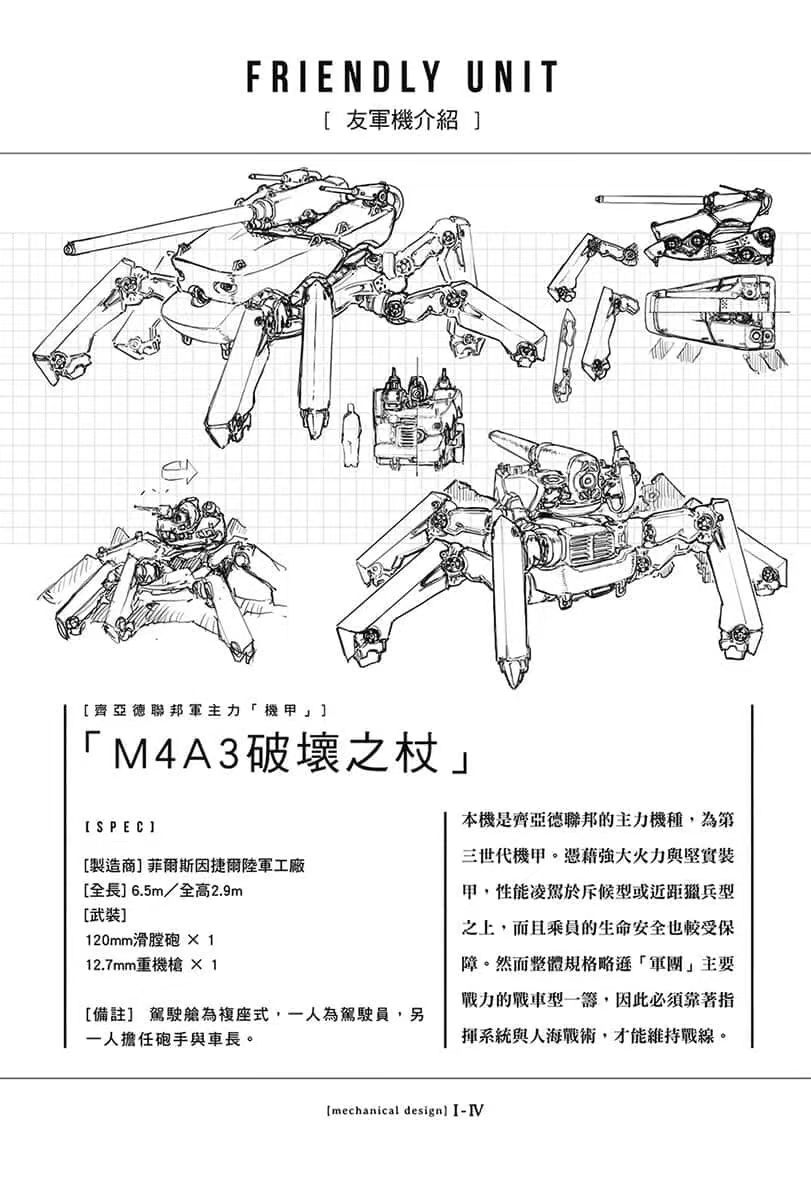 FRIENDLY UNIT
[ 友軍機介紹 ]
[齊亞德聯邦軍主力「機甲」]
「M4A3破壞之杖」
[SPEC]
[製造商] 菲爾斯因捷爾陸軍工廠
[全長] 6.5m／全高2.9m
[武裝]
120mm滑膛砲 × 1
12.7mm重機槍 × 1
[備註] 駕駛艙為複座式，一人為駕駛員，另
一人擔任砲手與車長。
本機是齊亞德聯邦的主力機種，為第
三世代機甲。憑藉強大火力與堅實裝
甲，性能凌駕於斥候型或近距獵兵型
之上，而且乘員的生命安全也較受保
障。然而整體規格略遜「軍團」主要
戰力的戰車型一籌，因此必須靠著指
揮系統與人海戰術，才能維持戰線。
[mechanical design] I-IV